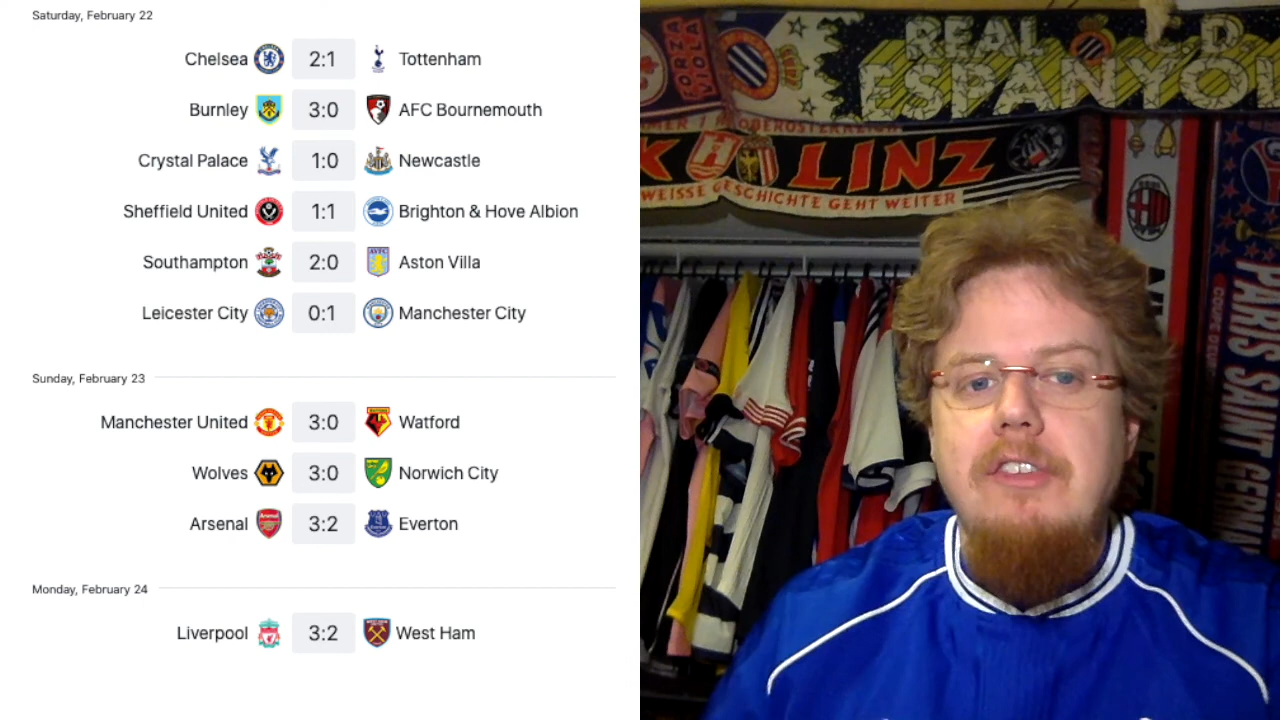 Saturday, February 22
Chelsea 2:1 Tottenham
Burnley 3:0 AFC Bournemouth
Crystal Palace 1:0 Newcastle
Sheffield United 1:1 Brighton & Hove Albion
Southampton 2:0 Aston Villa
Leicester City 0:1 Manchester City
Sunday, February 23
Manchester United 3:0 Watford
Wolves 3:0 Norwich City
Arsenal 3:2 Everton
Monday, February 24
Liverpool 3:2 West Ham
REAL C.D.
ESPANYOL
FORZA
VIOLA
OBERÖSTERREICH
K LINZ
WEISSE GESCHICHTE GEHT WEITER
PARIS SAINT GERMAIN